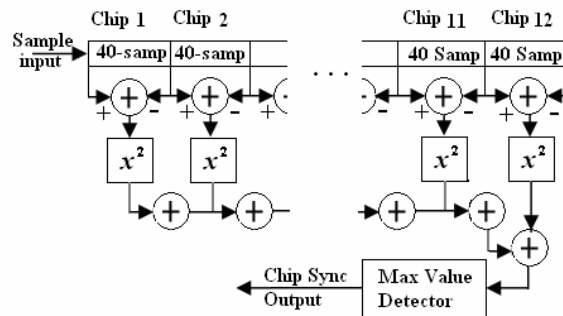 Chip 1 Chip 2 Chip 11 Chip 12
Sample input
40-samp 40-samp 40 Samp 40 Samp
. . .
+ + + + +
+ - + - + - + -
x² x² x² x²
+ + + +
+
Chip Sync Output
Max Value Detector